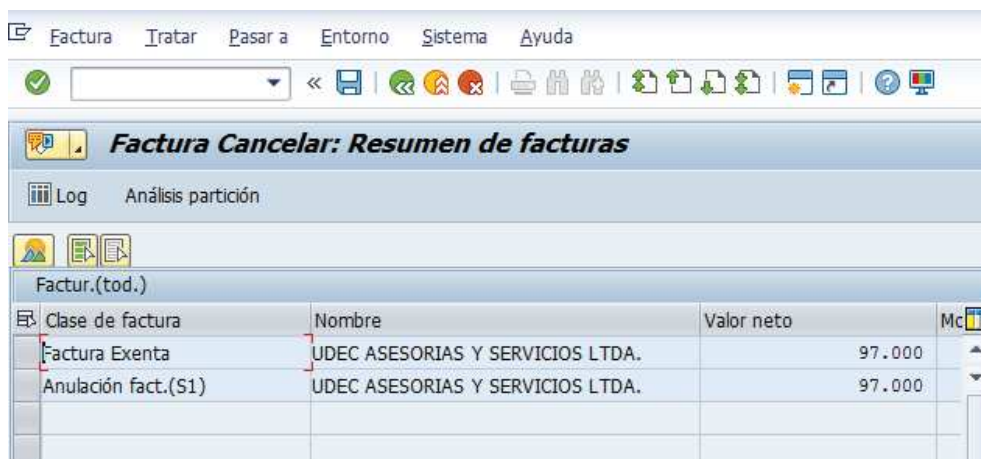 Factura Tratar Pasar a Entorno Sistema Ayuda
Factura Cancelar: Resumen de facturas
Log Análisis partición
Factur.(tod.)
Clase de factura Nombre Valor neto
Factura Exenta UDEC ASESORIAS Y SERVICIOS LTDA. 97.000
Anulación fact.(S1) UDEC ASESORIAS Y SERVICIOS LTDA. 97.000